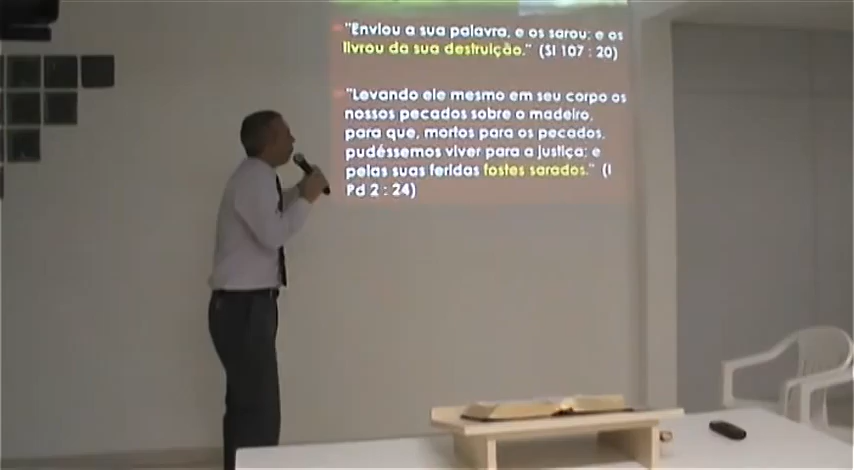 "Enviou a sua palavra, e os sarou; e os
livrou da sua destruição." (Sl 107 : 20)
"Levando ele mesmo em seu corpo os
nossos pecados sobre o madeiro,
para que, mortos para os pecados,
pudéssemos viver para a justiça; e
pelas suas feridas fostes sarados." (I
Pd 2 : 24)